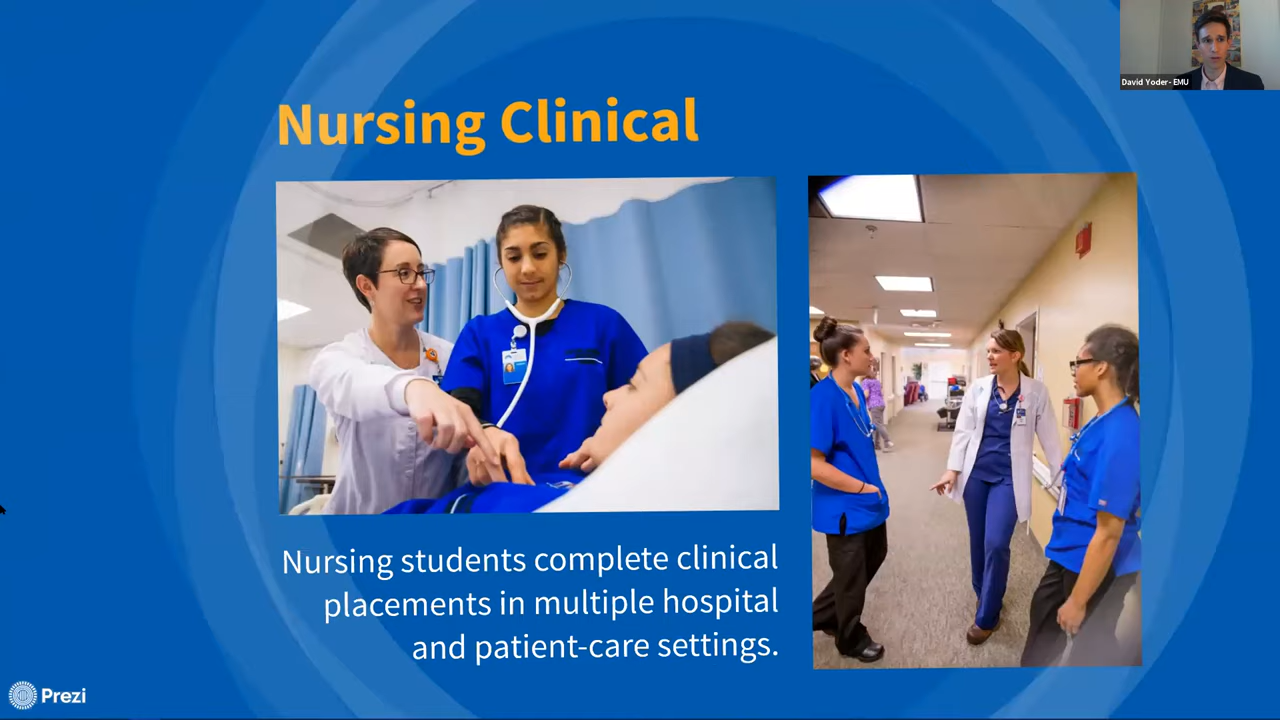 David Yoder- EMU
Nursing Clinical
Nursing students complete clinical
placements in multiple hospital
and patient-care settings.
Prezi